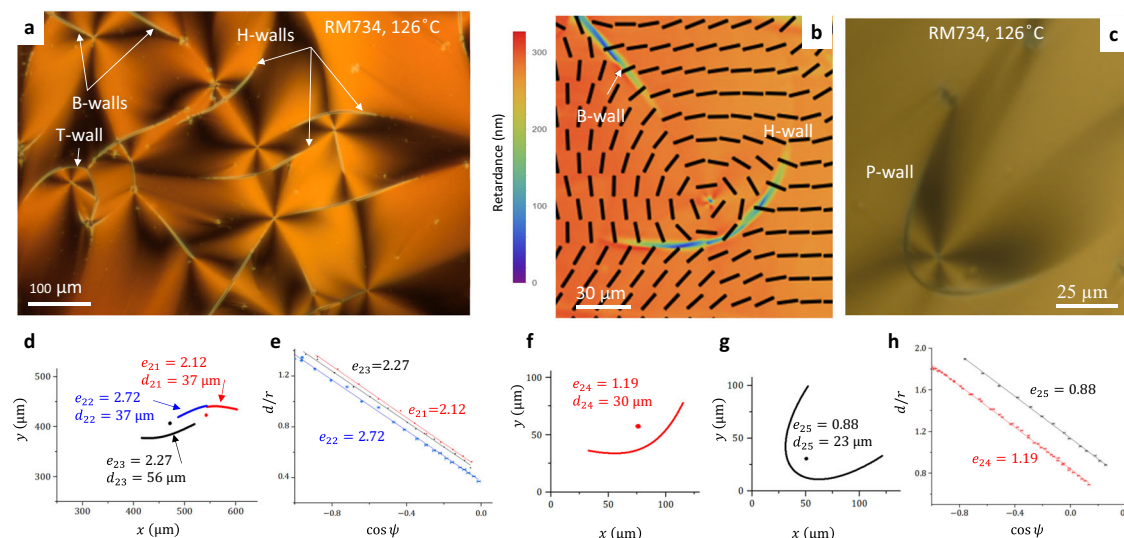 a
RM734, 126˚C
H-walls
B-walls
T-wall
100 μm
Retardance (nm)
300
200
100
0
b
B-wall
H-wall
30 μm
RM734, 126˚C
c
P-wall
25 μm
d
e₂₁ = 2.12
d₂₁ = 37 μm
e₂₂ = 2.72
d₂₂ = 37 μm
e₂₃ = 2.27
d₂₃ = 56 μm
500
400
300
y (μm)
300
400
500
600
x (μm)
e
e₂₃=2.27
e₂₁= 2.12
e₂₂ = 2.72
1.2
0.8
0.4
d/r
−0.8
−0.4
0.0
cos ψ
f
e₂₄ = 1.19
d₂₄ = 30 μm
100
50
0
y (μm)
0
50
100
x (μm)
g
e₂₅ = 0.88
d₂₅ = 23 μm
100
50
0
y (μm)
0
50
100
x (μm)
h
e₂₅ = 0.88
e₂₄ = 1.19
2.0
1.6
1.2
0.8
d/r
−0.8
−0.4
0.0
cos ψ